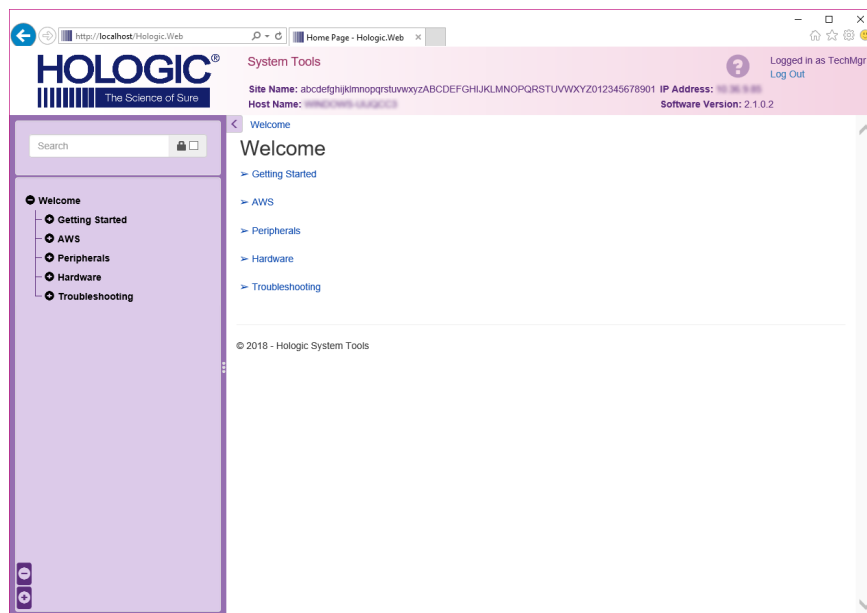 http://localhost/Hologic.Web
Home Page - Hologic.Web
HOLOGIC®
The Science of Sure
System Tools
Logged in as TechMgr
Log Out
Site Name: abcdefghijklmnopqrstuvwxyzABCDEFGHIJKLMNOPQRSTUVWXYZ012345678901 IP Address:
Host Name:
Software Version: 2.1.0.2
Search
Welcome
Getting Started
AWS
Peripherals
Hardware
Troubleshooting
Welcome
Welcome
➢ Getting Started
➢ AWS
➢ Peripherals
➢ Hardware
➢ Troubleshooting
© 2018 - Hologic System Tools